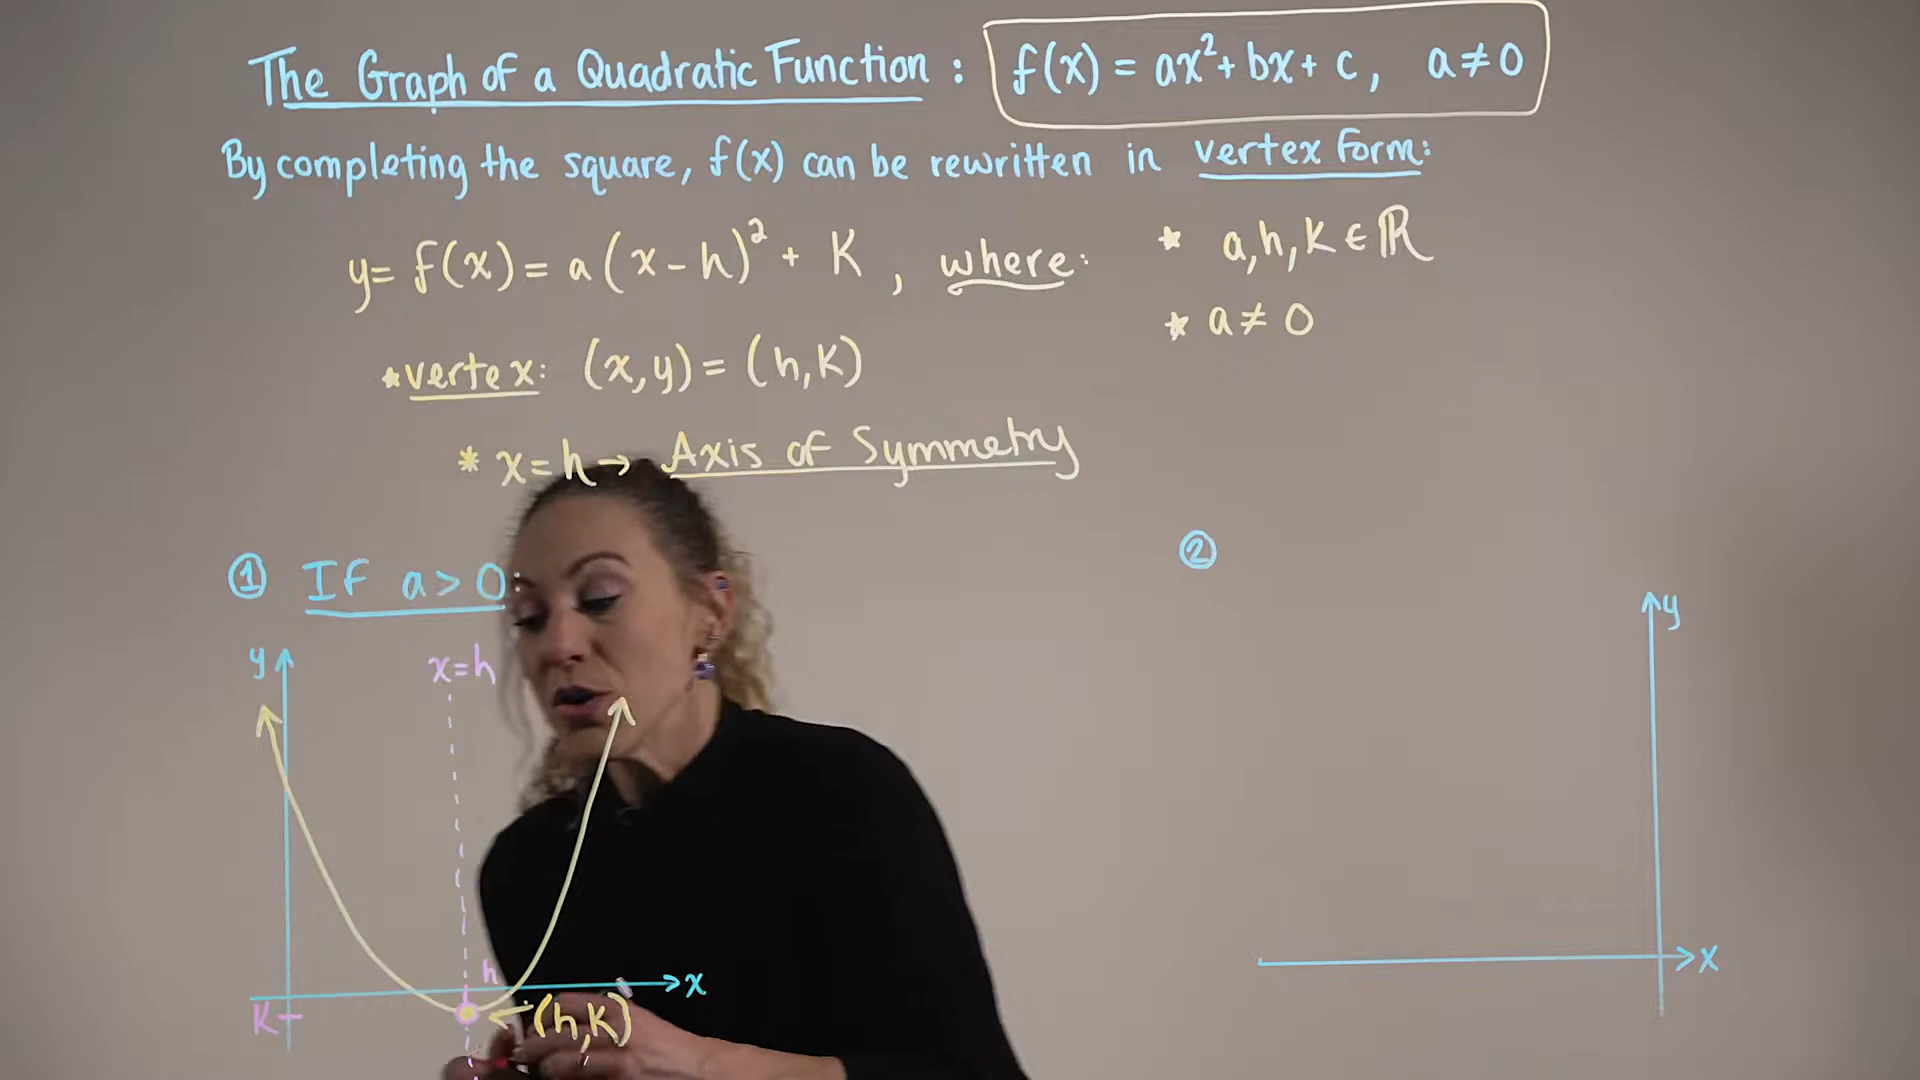 The Graph of a Quadratic Function : f(x) = ax²+ bx + c, a ≠ 0
By completing the square, f(x) can be rewritten in vertex form:
y = f(x) = a(x - h)² + K , where: * a, h, K ∈ ℝ
* a ≠ 0
* vertex: (x, y) = (h, K)
* x = h → Axis of Symmetry
① If a > 0:
②
y
x = h
y
h
x
x
K
(h, K)